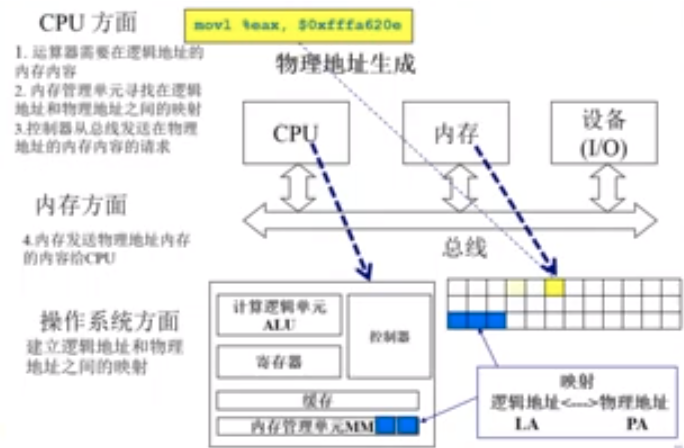 CPU 方面
movl %eax, $0xfffa620e
1. 运算器需要在逻辑地址的
内存内容
2. 内存管理单元寻找在逻辑
地址和物理地址之间的映射
3.控制器从总线发送在物理
地址的内存内容的请求
物理地址生成
CPU
内存
设备
(I/O)
内存方面
4.内存发送物理地址内存
的内容给CPU
总线
操作系统方面
建立逻辑地址和物理
地址之间的映射
计算逻辑单元
ALU
控制器
寄存器
缓存
内存管理单元MM
映射
逻辑地址<--->物理地址
LA PA